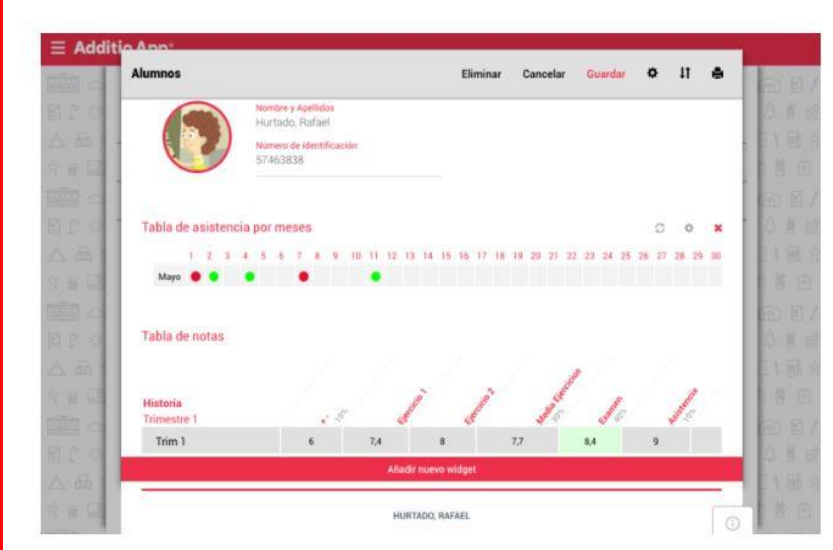 Additio App
Alumnos Eliminar Cancelar Guardar
Nombre y Apellidos
Hurtado, Rafael
Número de identificación
57463838
Tabla de asistencia por meses
1 2 3 4 5 6 7 8 9 10 11 12 13 14 15 16 17 18 19 20 21 22 23 24 25 26 27 28 29 30
Mayo
Tabla de notas
Historia
Trimestre 1
+ - 10%
Ejercicio 1
Ejercicio 2
Media Ejercicios
Examen 40%
Asistencia 10%
Trim 1 6 7,4 8 7,7 8,4 9
Añadir nuevo widget
HURTADO, RAFAEL